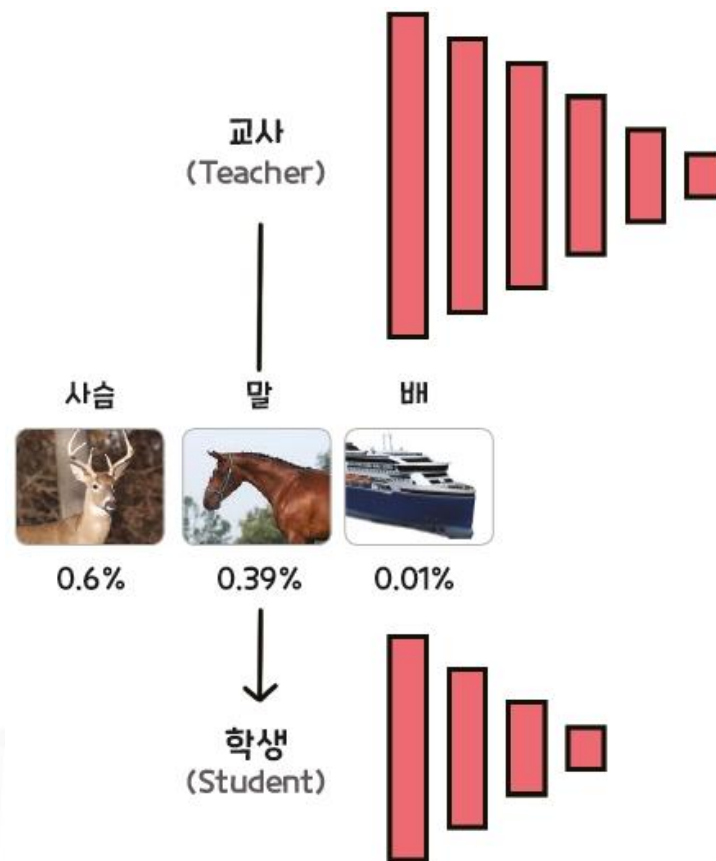 교사
(Teacher)
사슴 말 배
0.6% 0.39% 0.01%
학생
(Student)